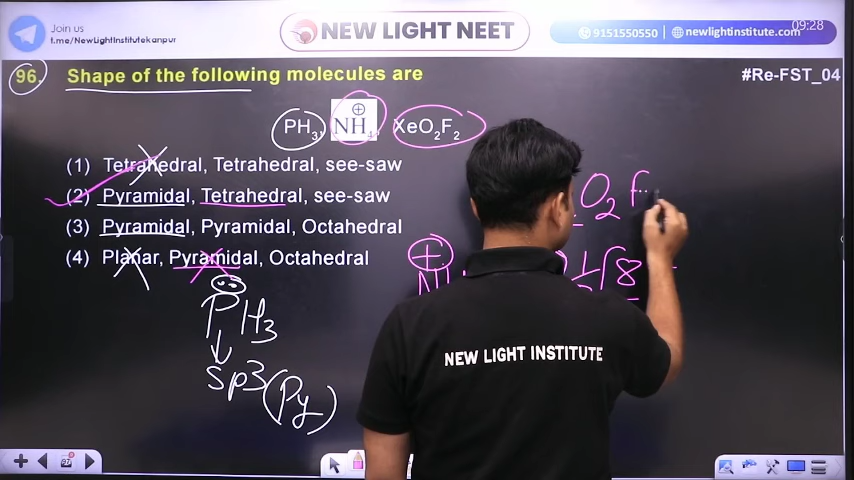 Join us
t.me/NewLightInstitutekanpur
NEW LIGHT NEET
9151550550 | newlightinstitute.com
09:28
96. Shape of the following molecules are
#Re-FST_04
PH3, NH4⊕, XeO2F2
(1) Tetrahedral, Tetrahedral, see-saw
(2) Pyramidal, Tetrahedral, see-saw
(3) Pyramidal, Pyramidal, Octahedral
(4) Planar, Pyramidal, Octahedral
O2 F
⊕
1/ 8
PH3
↓
sp3 (Py)
NEW LIGHT INSTITUTE